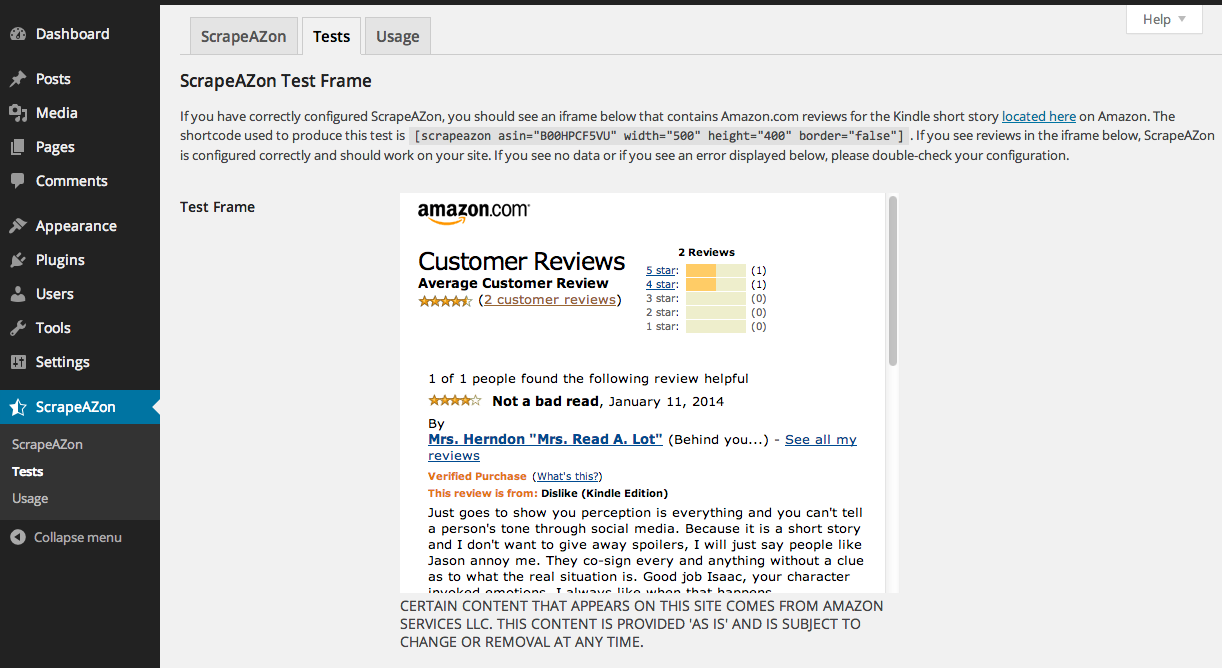 Dashboard
Posts
Media
Pages
Comments
Appearance
Plugins
Users
Tools
Settings
ScrapeAZon
ScrapeAZon
Tests
Usage
Collapse menu
Help
ScrapeAZon Tests Usage
ScrapeAZon Test Frame
If you have correctly configured ScrapeAZon, you should see an iframe below that contains Amazon.com reviews for the Kindle short story located here on Amazon. The
shortcode used to produce this test is [scrapeazon asin="B00HPCF5VU" width="500" height="400" border="false"] . If you see reviews in the iframe below, ScrapeAZon
is configured correctly and should work on your site. If you see no data or if you see an error displayed below, please double-check your configuration.
Test Frame
amazon.com
Customer Reviews
Average Customer Review
(2 customer reviews)
2 Reviews
5 star: (1)
4 star: (1)
3 star: (0)
2 star: (0)
1 star: (0)
1 of 1 people found the following review helpful
Not a bad read, January 11, 2014
By
Mrs. Herndon "Mrs. Read A. Lot" (Behind you...) - See all my
reviews
Verified Purchase (What's this?)
This review is from: Dislike (Kindle Edition)
Just goes to show you perception is everything and you can't tell
a person's tone through social media. Because it is a short story
and I don't want to give away spoilers, I will just say people like
Jason annoy me. They co-sign every and anything without a clue
as to what the real situation is. Good job Isaac, your character
invoked emotions. I always like when that happens.
CERTAIN CONTENT THAT APPEARS ON THIS SITE COMES FROM AMAZON
SERVICES LLC. THIS CONTENT IS PROVIDED 'AS IS' AND IS SUBJECT TO
CHANGE OR REMOVAL AT ANY TIME.